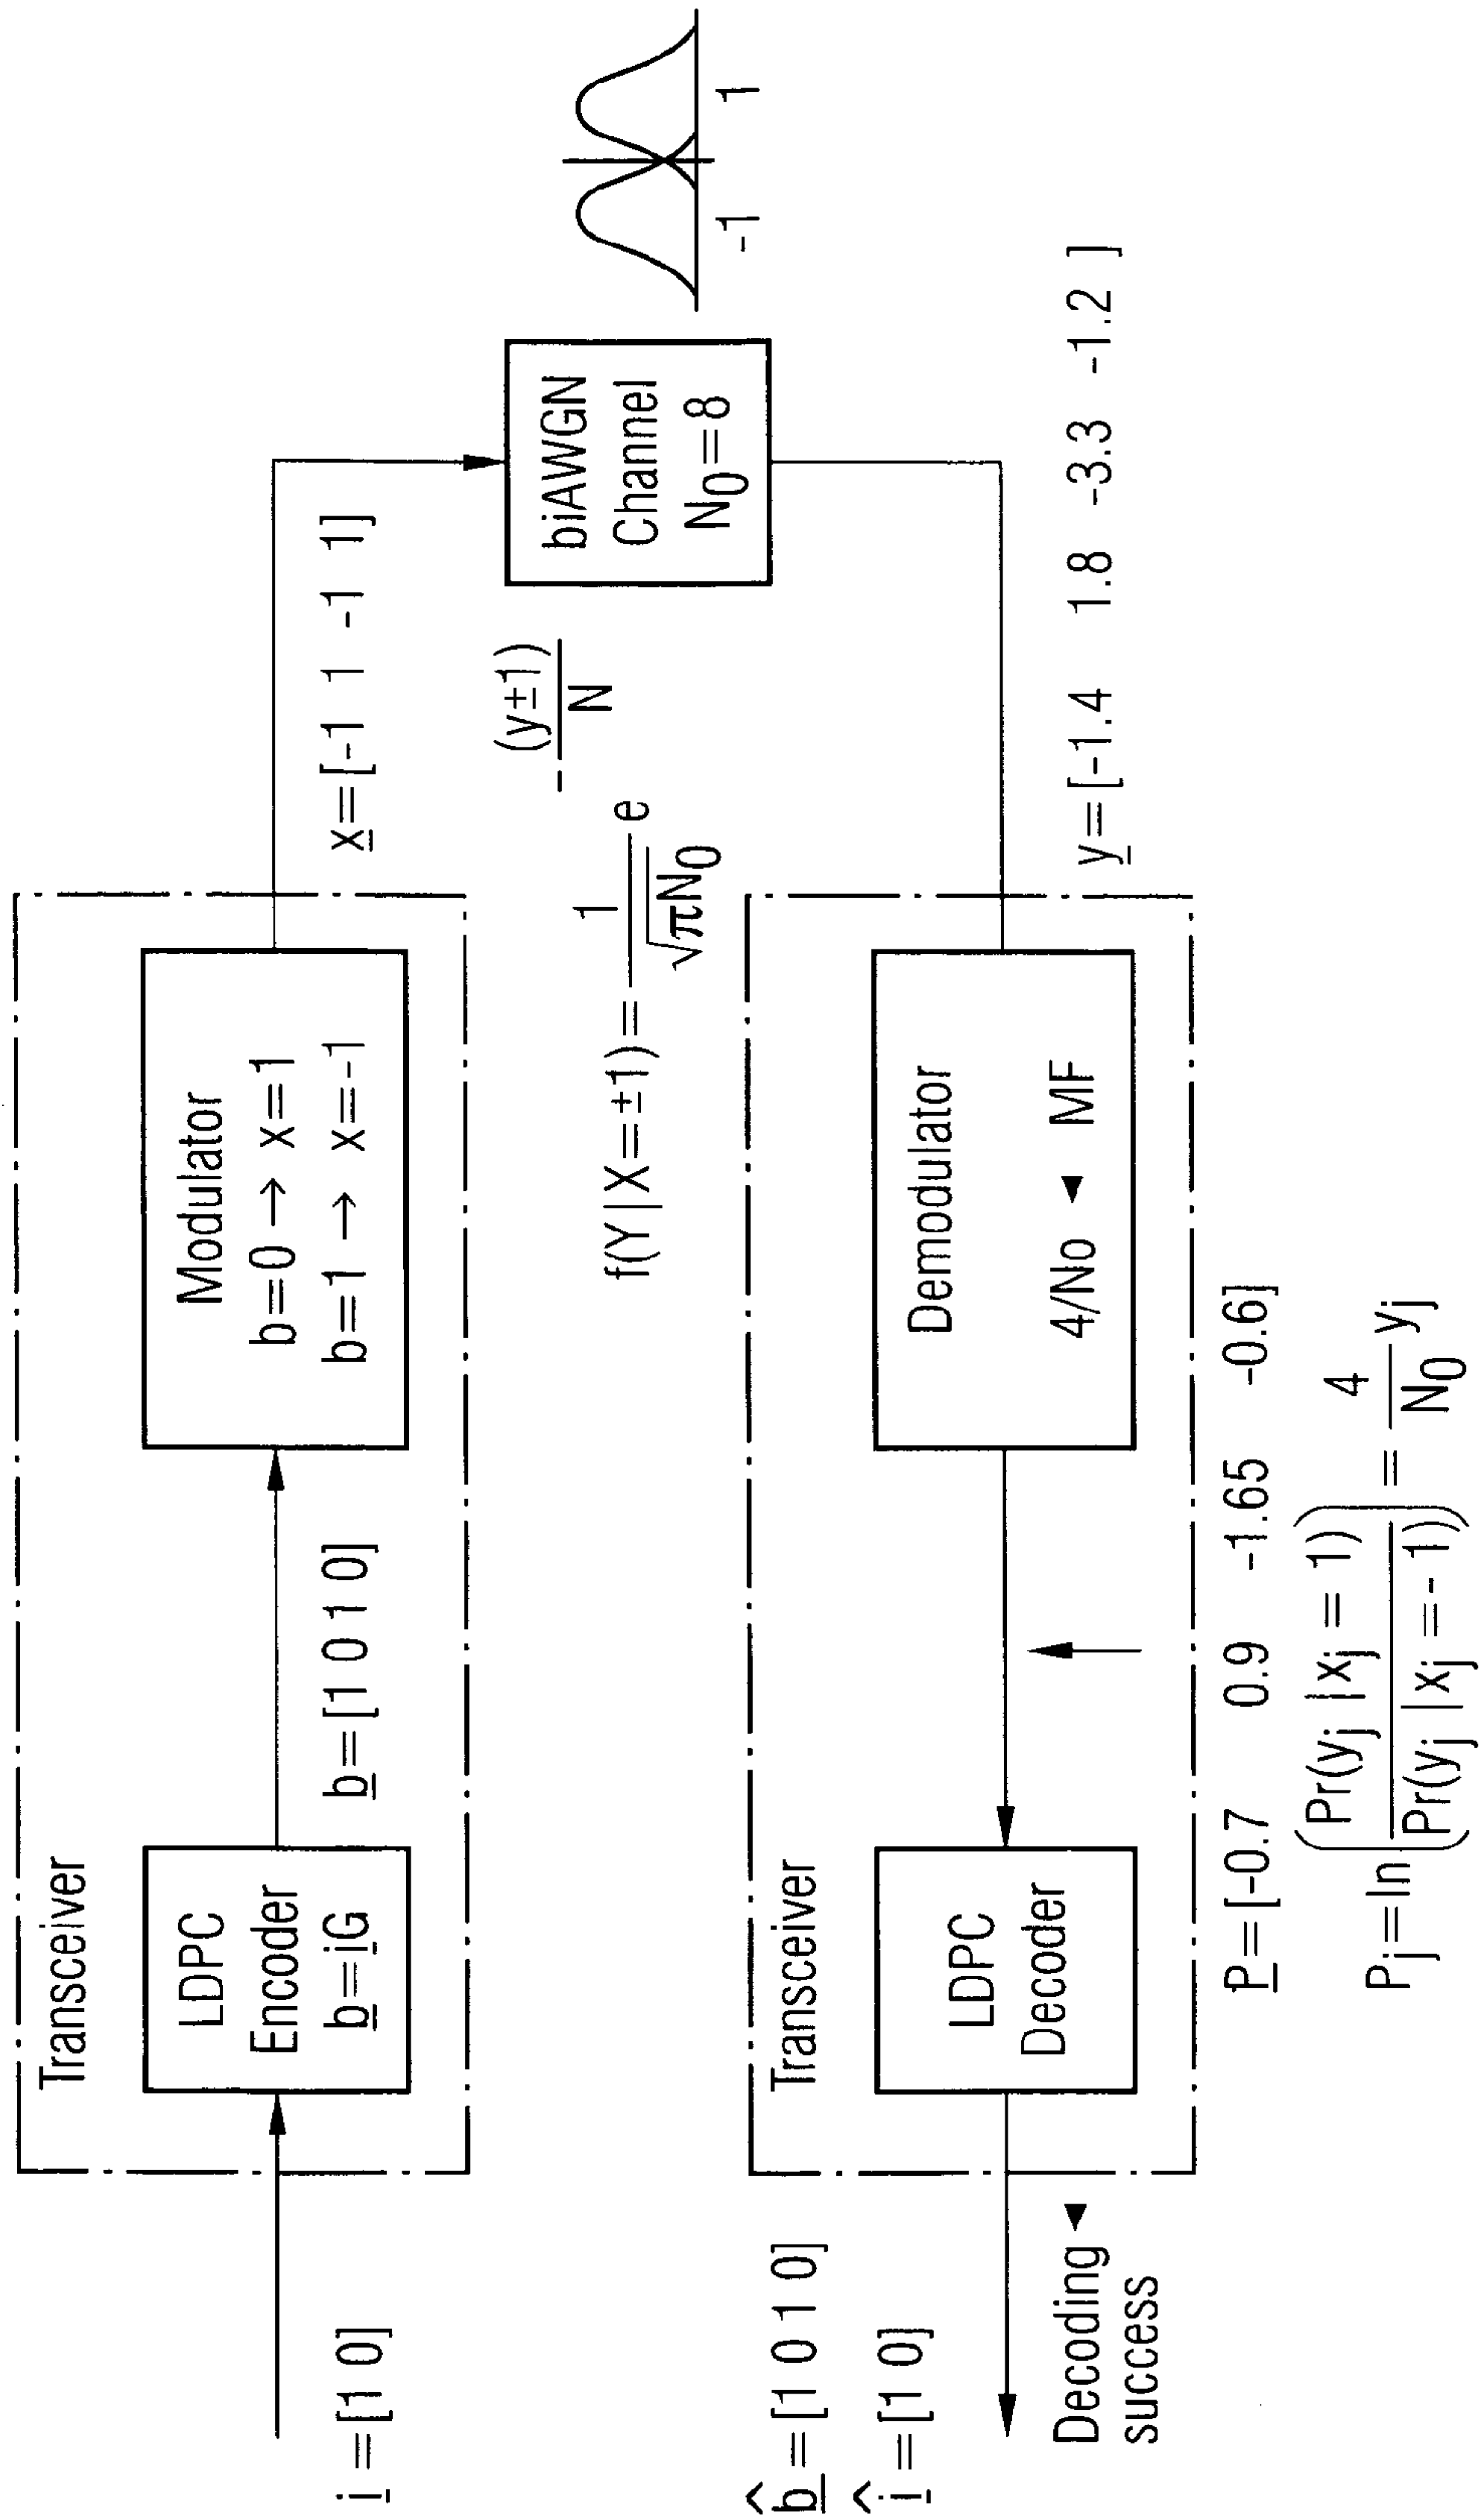 Transceiver
i=[1 0]
LDPC
Encoder
b=iG
b=[1 0 1 0]
Modulator
b=0 → x=1
b=1 → x=-1
x=[-1 1 -1 1]
f(Y|X=±1)= 1/√πN0 e - (y±1)/N
biAWGN
Channel
N0=8
-1 1
y=[-1.4 1.8 -3.3 -1.2 ]
Transceiver
Demodulator
4/No ◄ MF
P=[-0.7 0.9 -1.65 -0.6]
Pj=ln(Pr(yj|xj=1)/Pr(yj|xj=-1))= 4/N0 yj
LDPC
Decoder
b̂=[1 0 1 0]
î=[1 0]
Decoding ◄
success